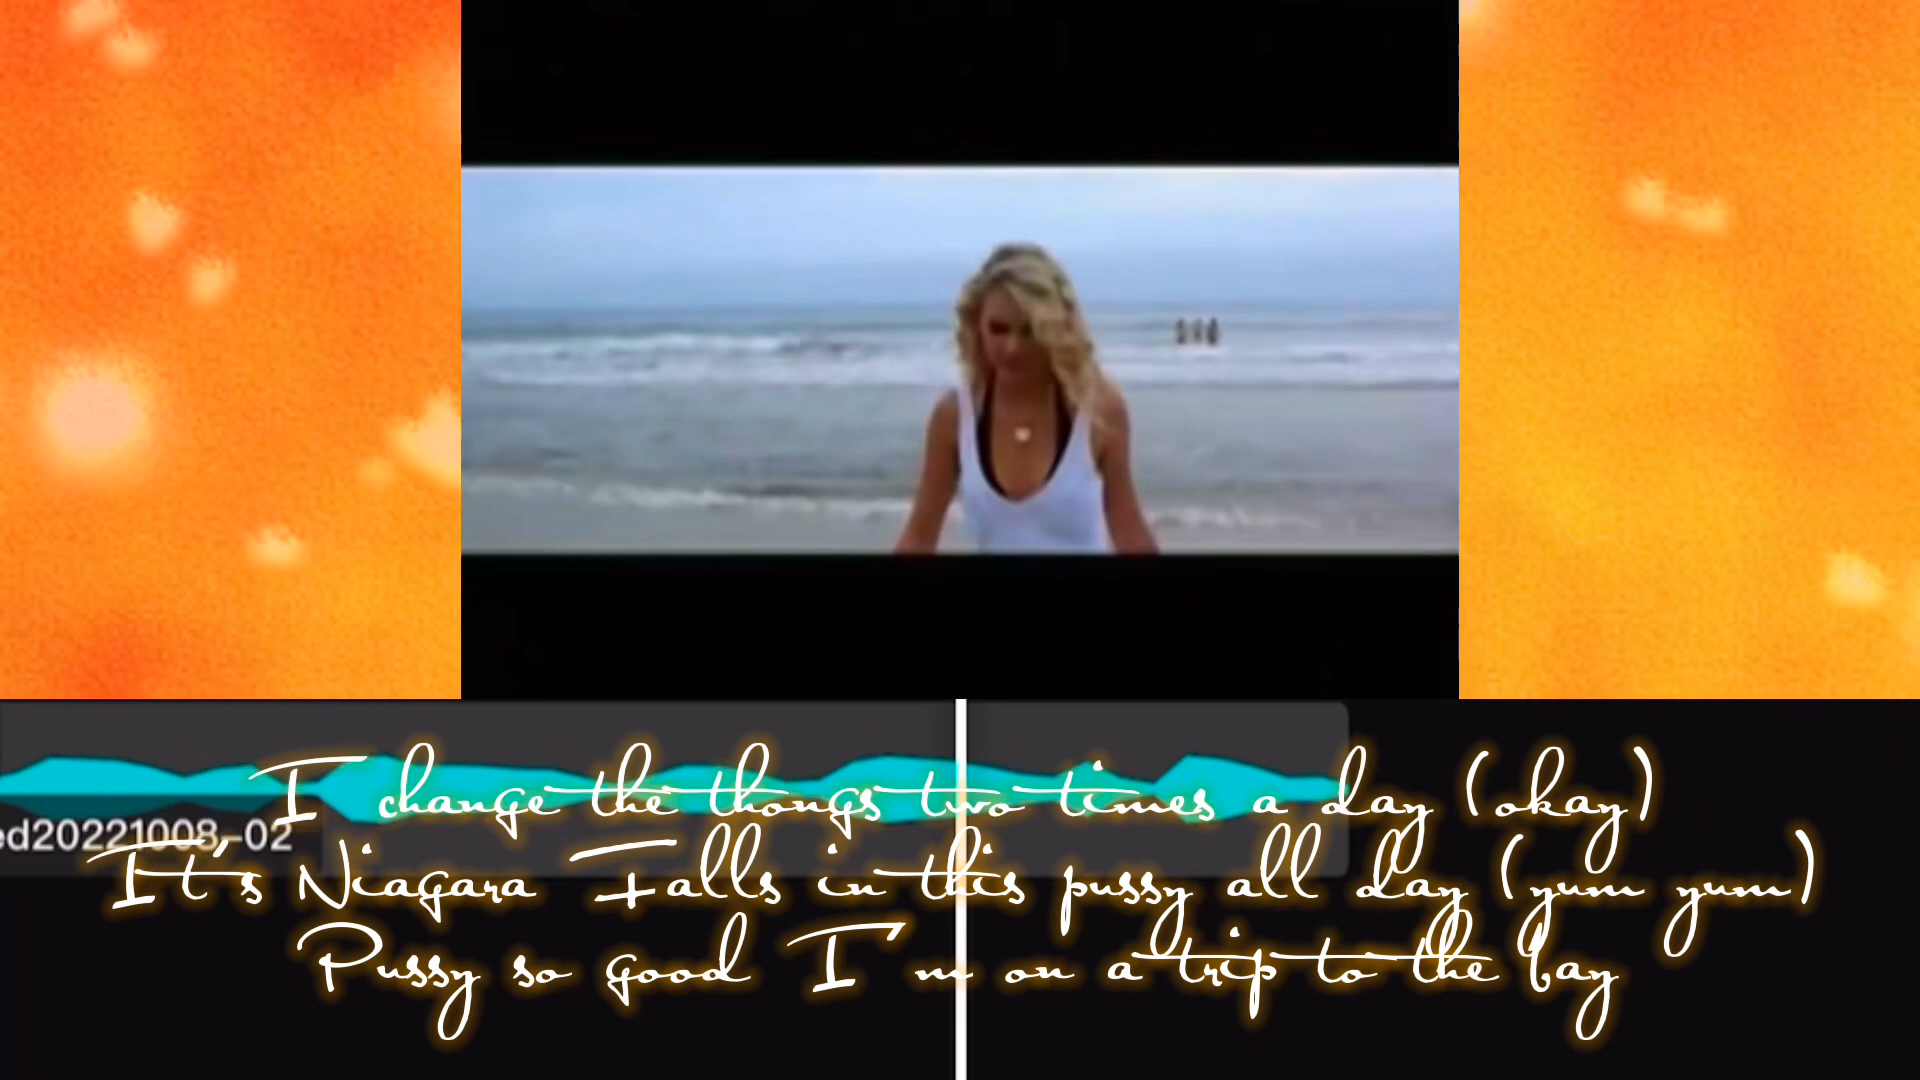 ed20221008-02
I change the thongs two times a day (okay)
It's Niagara Falls in this pussy all day (yum yum)
Pussy so good I'm on a trip to the bay